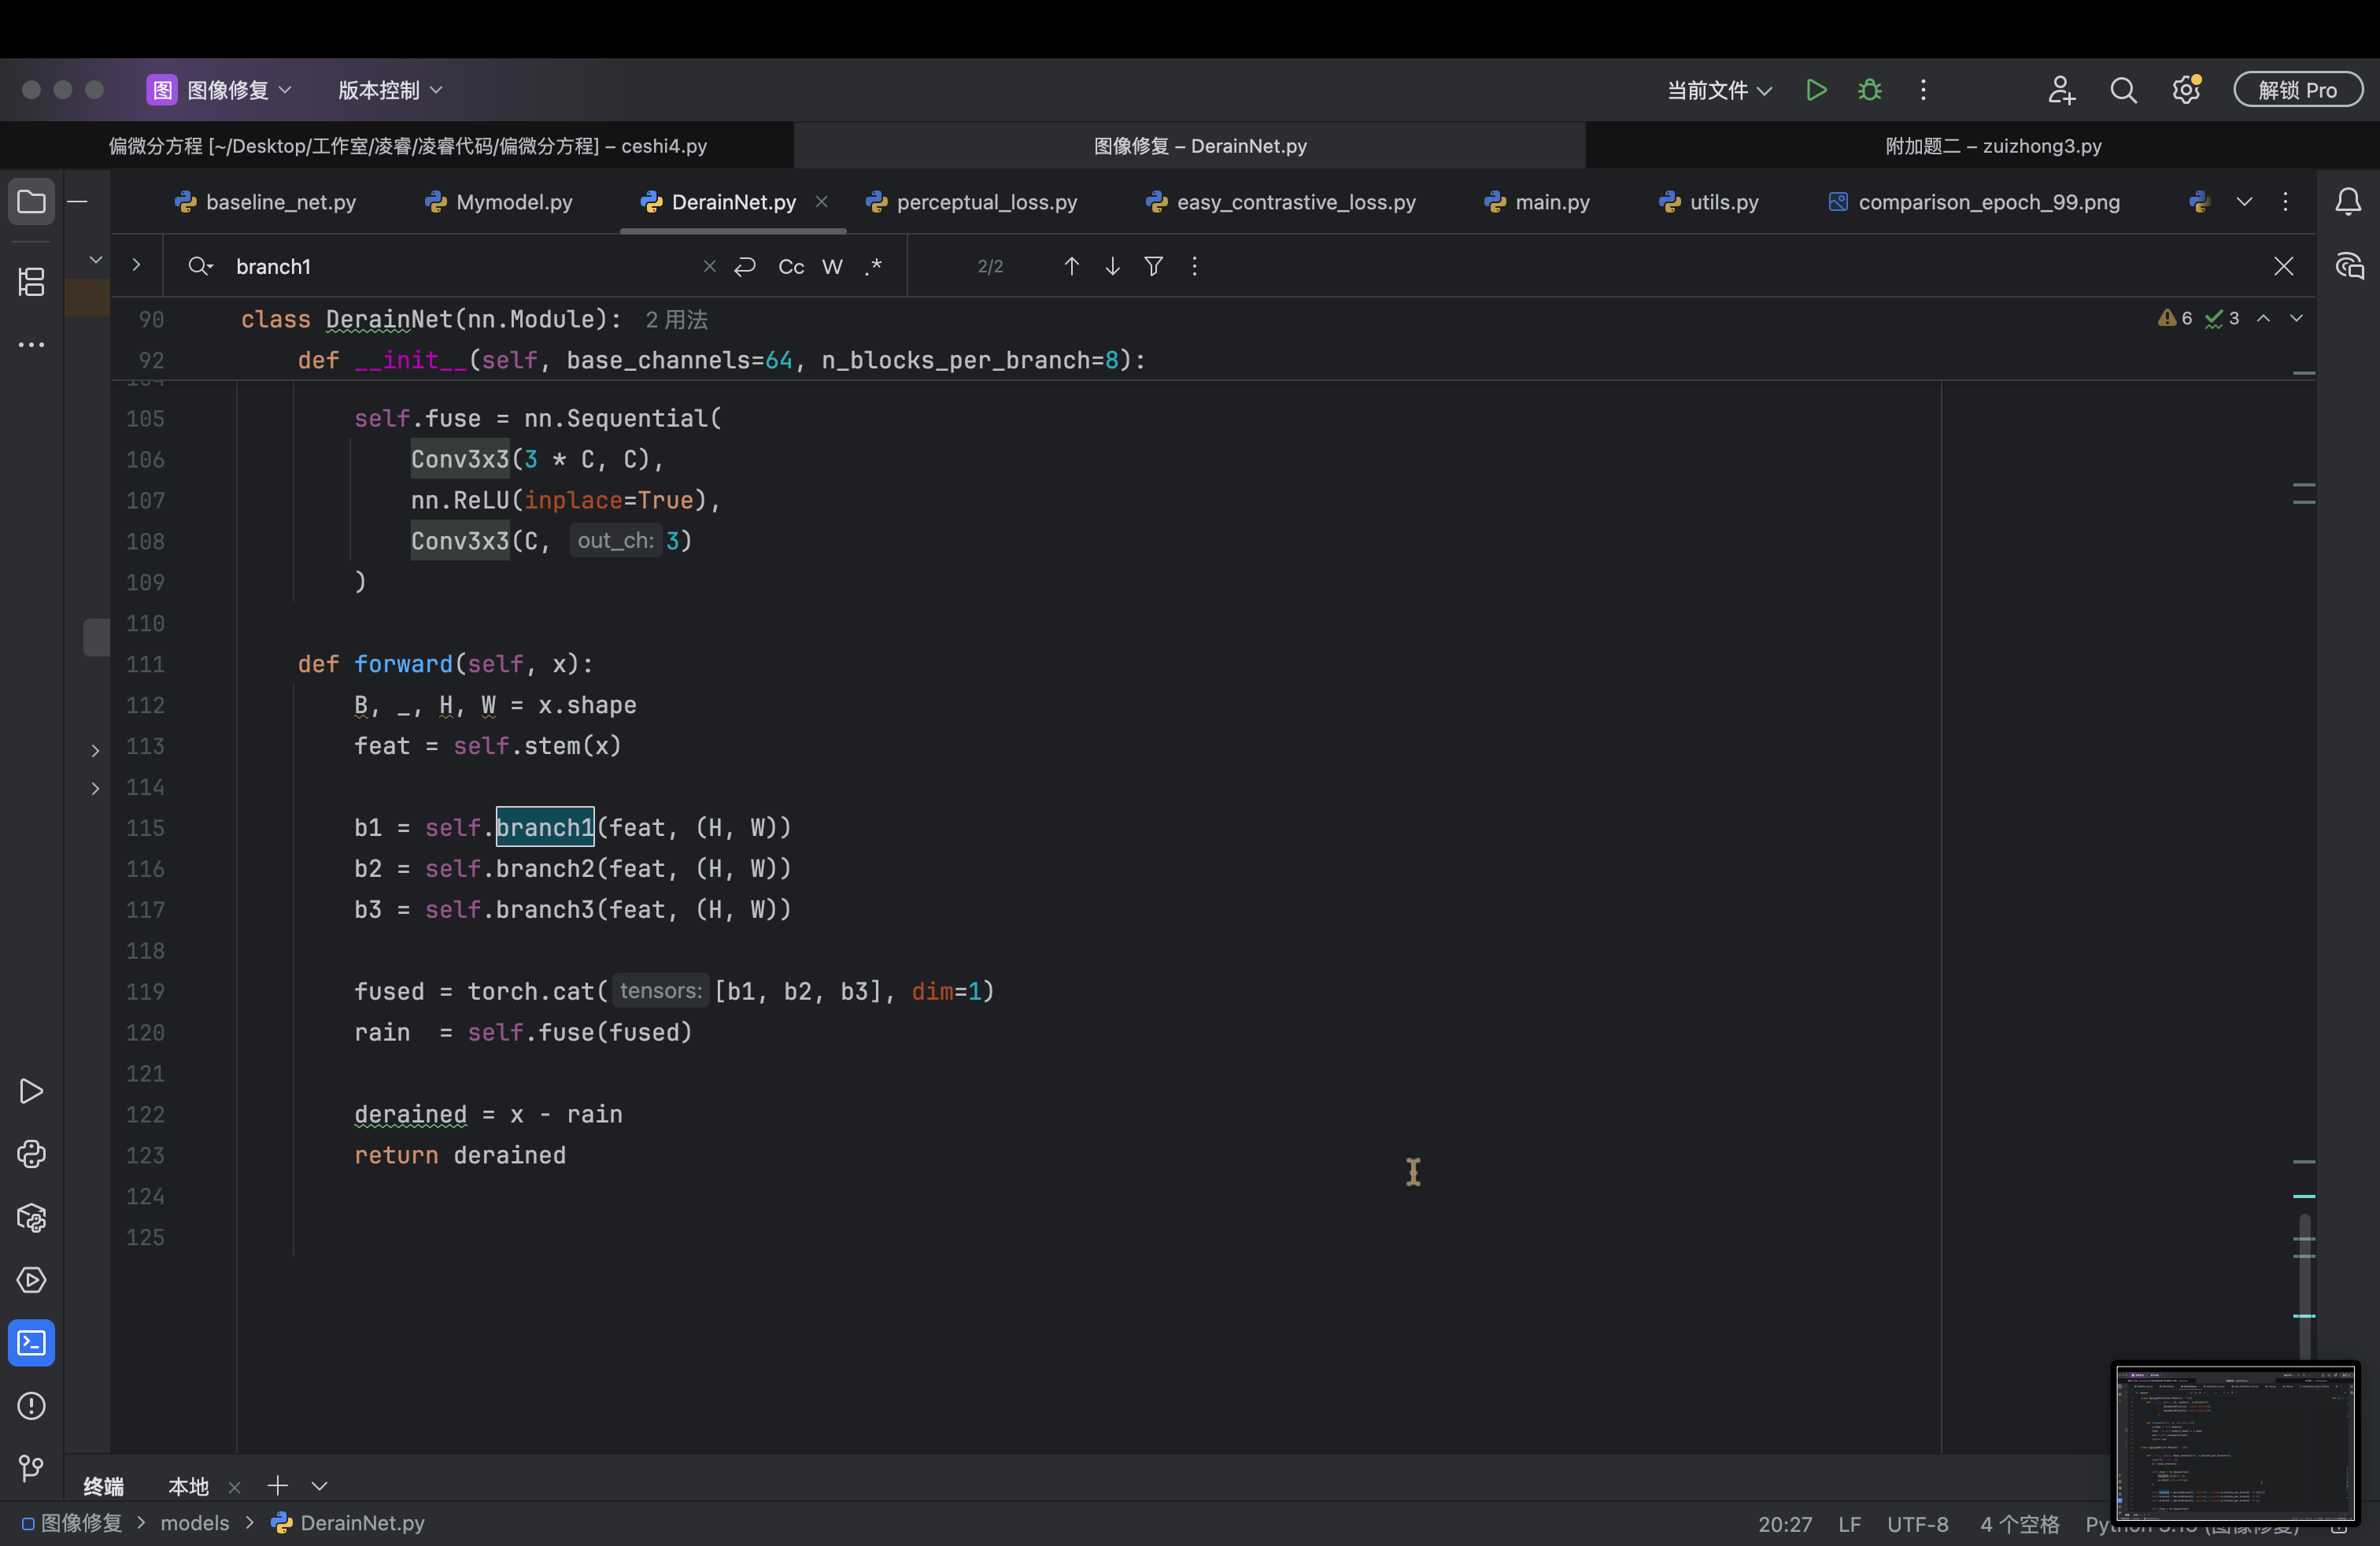 图 图像修复 版本控制 当前文件 解锁 Pro
偏微分方程 [~/Desktop/工作室/凌睿/凌睿代码/偏微分方程] – ceshi4.py 图像修复 – DerainNet.py 附加题二 – zuizhong3.py
baseline_net.py Mymodel.py DerainNet.py perceptual_loss.py easy_contrastive_loss.py main.py utils.py comparison_epoch_99.png
branch1 Cc W .* 2/2
90 class DerainNet(nn.Module): 2 用法 6 3
92 def __init__(self, base_channels=64, n_blocks_per_branch=8):
105 self.fuse = nn.Sequential(
106 Conv3x3(3 * C, C),
107 nn.ReLU(inplace=True),
108 Conv3x3(C, out_ch: 3)
109 )
110
111 def forward(self, x):
112 B, _, H, W = x.shape
113 feat = self.stem(x)
114
115 b1 = self.branch1(feat, (H, W))
116 b2 = self.branch2(feat, (H, W))
117 b3 = self.branch3(feat, (H, W))
118
119 fused = torch.cat( tensors: [b1, b2, b3], dim=1)
120 rain  = self.fuse(fused)
121
122 derained = x - rain
123 return derained
124
125
终端 本地
图像修复 models DerainNet.py 20:27 LF UTF-8 4 个空格